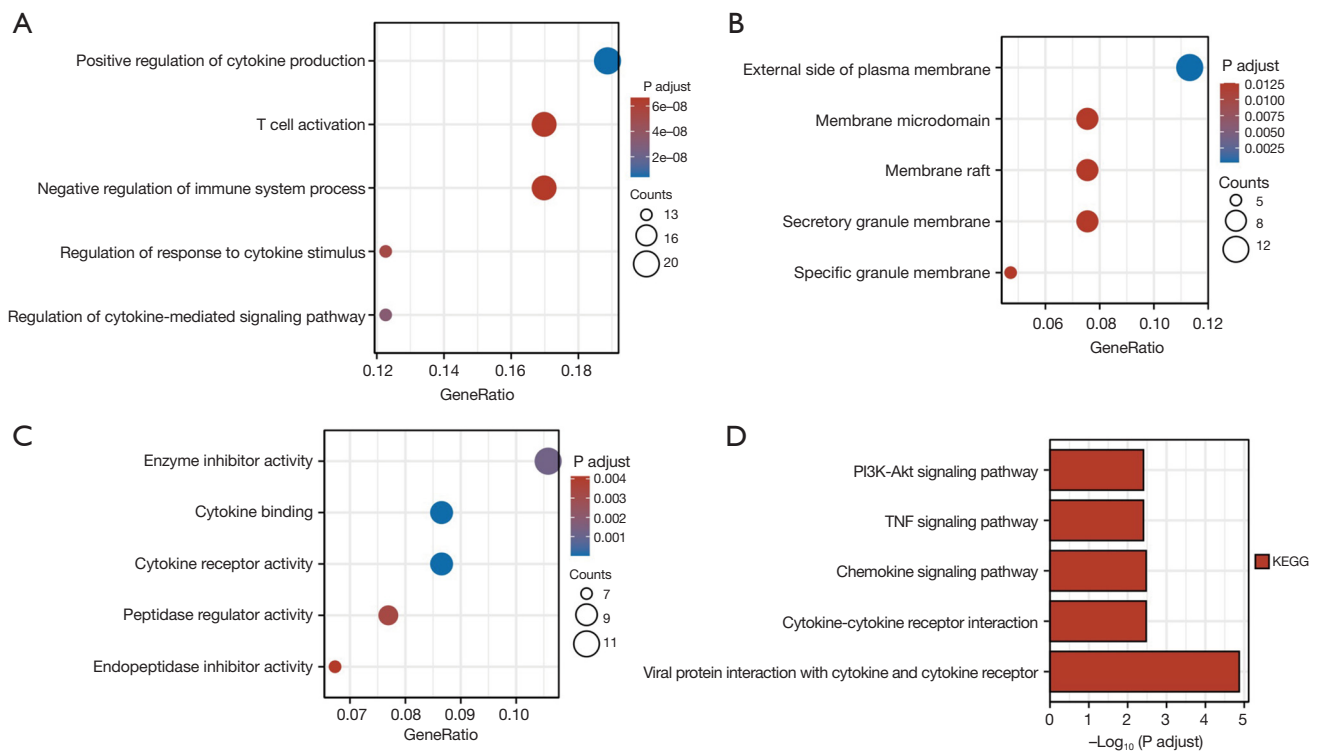 A
Positive regulation of cytokine production
T cell activation
Negative regulation of immune system process
Regulation of response to cytokine stimulus
Regulation of cytokine-mediated signaling pathway
0.12 0.14 0.16 0.18
GeneRatio
P adjust
6e–08
4e–08
2e–08
Counts
13
16
20
B
External side of plasma membrane
Membrane microdomain
Membrane raft
Secretory granule membrane
Specific granule membrane
0.06 0.08 0.10 0.12
GeneRatio
P adjust
0.0125
0.0100
0.0075
0.0050
0.0025
Counts
5
8
12
C
Enzyme inhibitor activity
Cytokine binding
Cytokine receptor activity
Peptidase regulator activity
Endopeptidase inhibitor activity
0.07 0.08 0.09 0.10
GeneRatio
P adjust
0.004
0.003
0.002
0.001
Counts
7
9
11
D
PI3K-Akt signaling pathway
TNF signaling pathway
Chemokine signaling pathway
Cytokine-cytokine receptor interaction
Viral protein interaction with cytokine and cytokine receptor
0 1 2 3 4 5
–Log₁₀ (P adjust)
KEGG